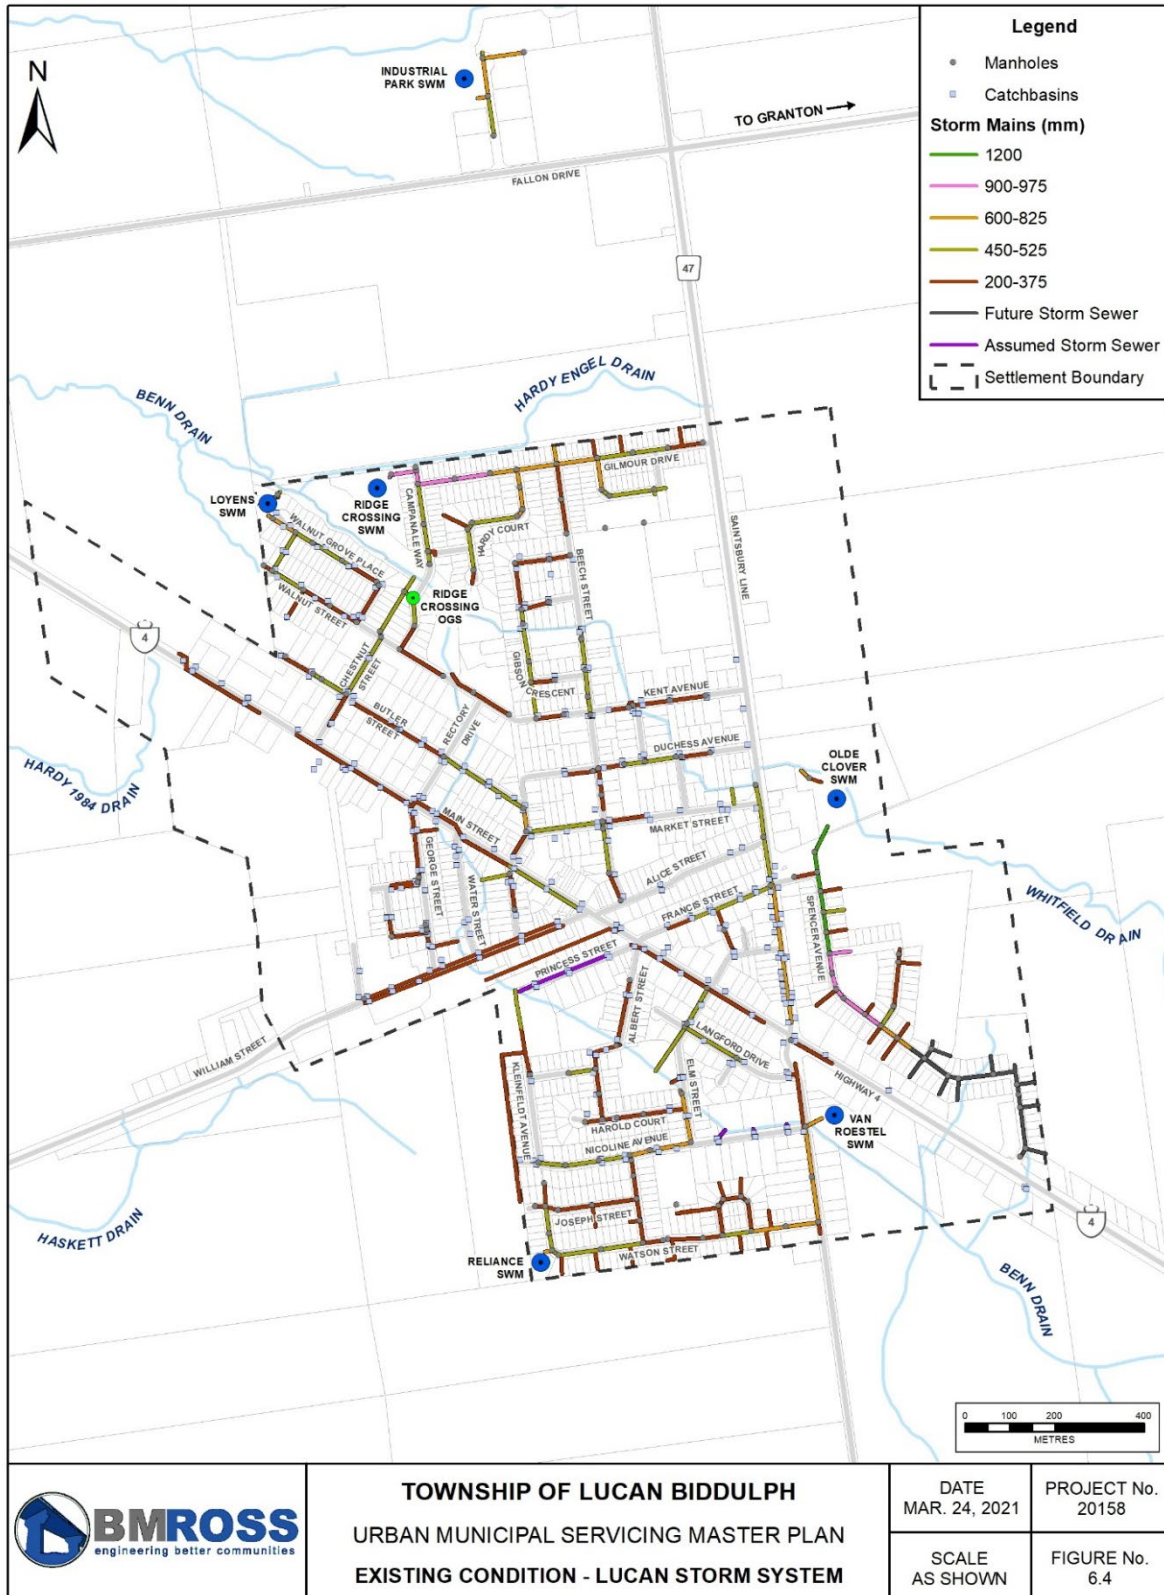 N
INDUSTRIAL
PARK SWM
TO GRANTON
FALLON DRIVE
47
Legend
Manholes
Catchbasins
Storm Mains (mm)
1200
900-975
600-825
450-525
200-375
Future Storm Sewer
Assumed Storm Sewer
Settlement Boundary
HARDY ENGEL DRAIN
BENN DRAIN
LOYENS
SWM
RIDGE
CROSSING
SWM
CAMPANALE WAY
GILMOUR DRIVE
HARDY COURT
WALNUT GROVE PLACE
WALNUT STREET
RIDGE
CROSSING
OGS
BEECH STREET
SAINTSBURY LINE
4
CHESTNUT
STREET
GIBSON
CRESCENT
KENT AVENUE
BUTLER
STREET
RECTORY
DRIVE
DUCHESS AVENUE
OLDE
CLOVER
SWM
HARDY 1984 DRAIN
MAIN STREET
MARKET STREET
GEORGE STREET
WATER STREET
ALICE STREET
FRANCIS STREET
SPENCER AVENUE
WHITFIELD DRAIN
PRINCESS STREET
ALBERT STREET
WILLIAM STREET
LANGFORD DRIVE
ELM STREET
HIGHWAY 4
KLEINFELDT AVENUE
HAROLD COURT
NICOLINE AVENUE
VAN
ROESTEL
SWM
JOSEPH STREET
WATSON STREET
HASKETT DRAIN
RELIANCE
SWM
4
BENN DRAIN
0 100 200 400
METRES
BMROSS
engineering better communities
TOWNSHIP OF LUCAN BIDDULPH
URBAN MUNICIPAL SERVICING MASTER PLAN
EXISTING CONDITION - LUCAN STORM SYSTEM
DATE
MAR. 24, 2021
PROJECT No.
20158
SCALE
AS SHOWN
FIGURE No.
6.4